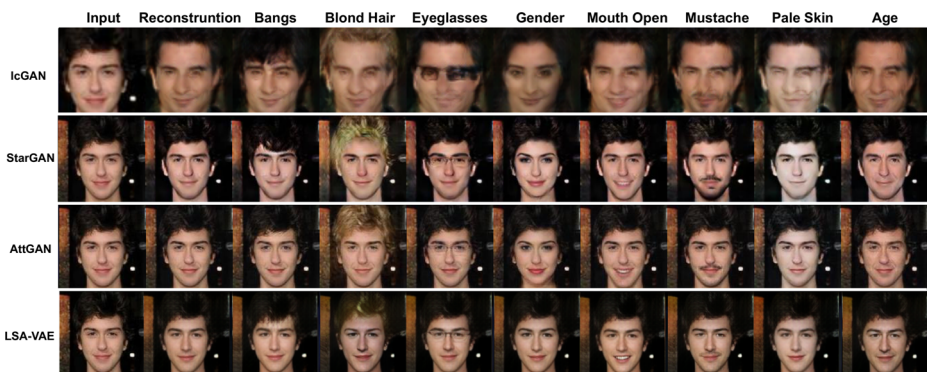 Input Reconstruntion Bangs Blond Hair Eyeglasses Gender Mouth Open Mustache Pale Skin Age
IcGAN
StarGAN
AttGAN
LSA-VAE